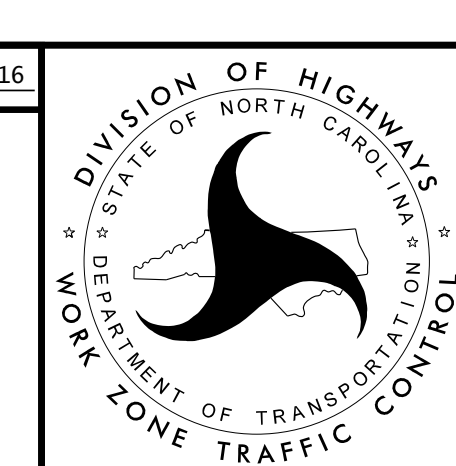 16
DIVISION OF HIGHWAYS
STATE OF NORTH CAROLINA
DEPARTMENT OF TRANSPORTATION
WORK ZONE TRAFFIC CONTROL